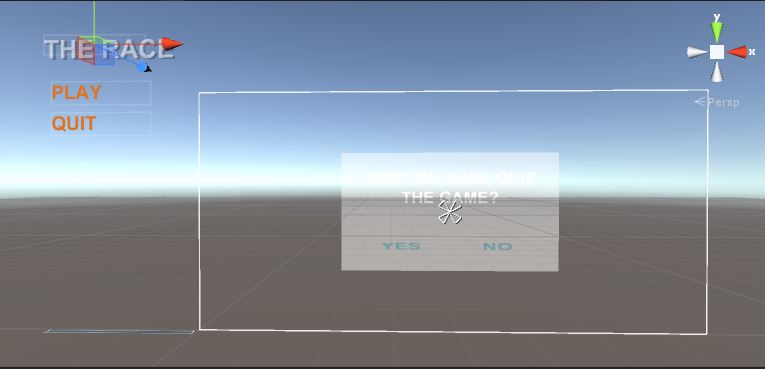 THE RACE
PLAY
QUIT
y
x
Persp
ARE YOU SURE QUIT
THE GAME?
YES
NO